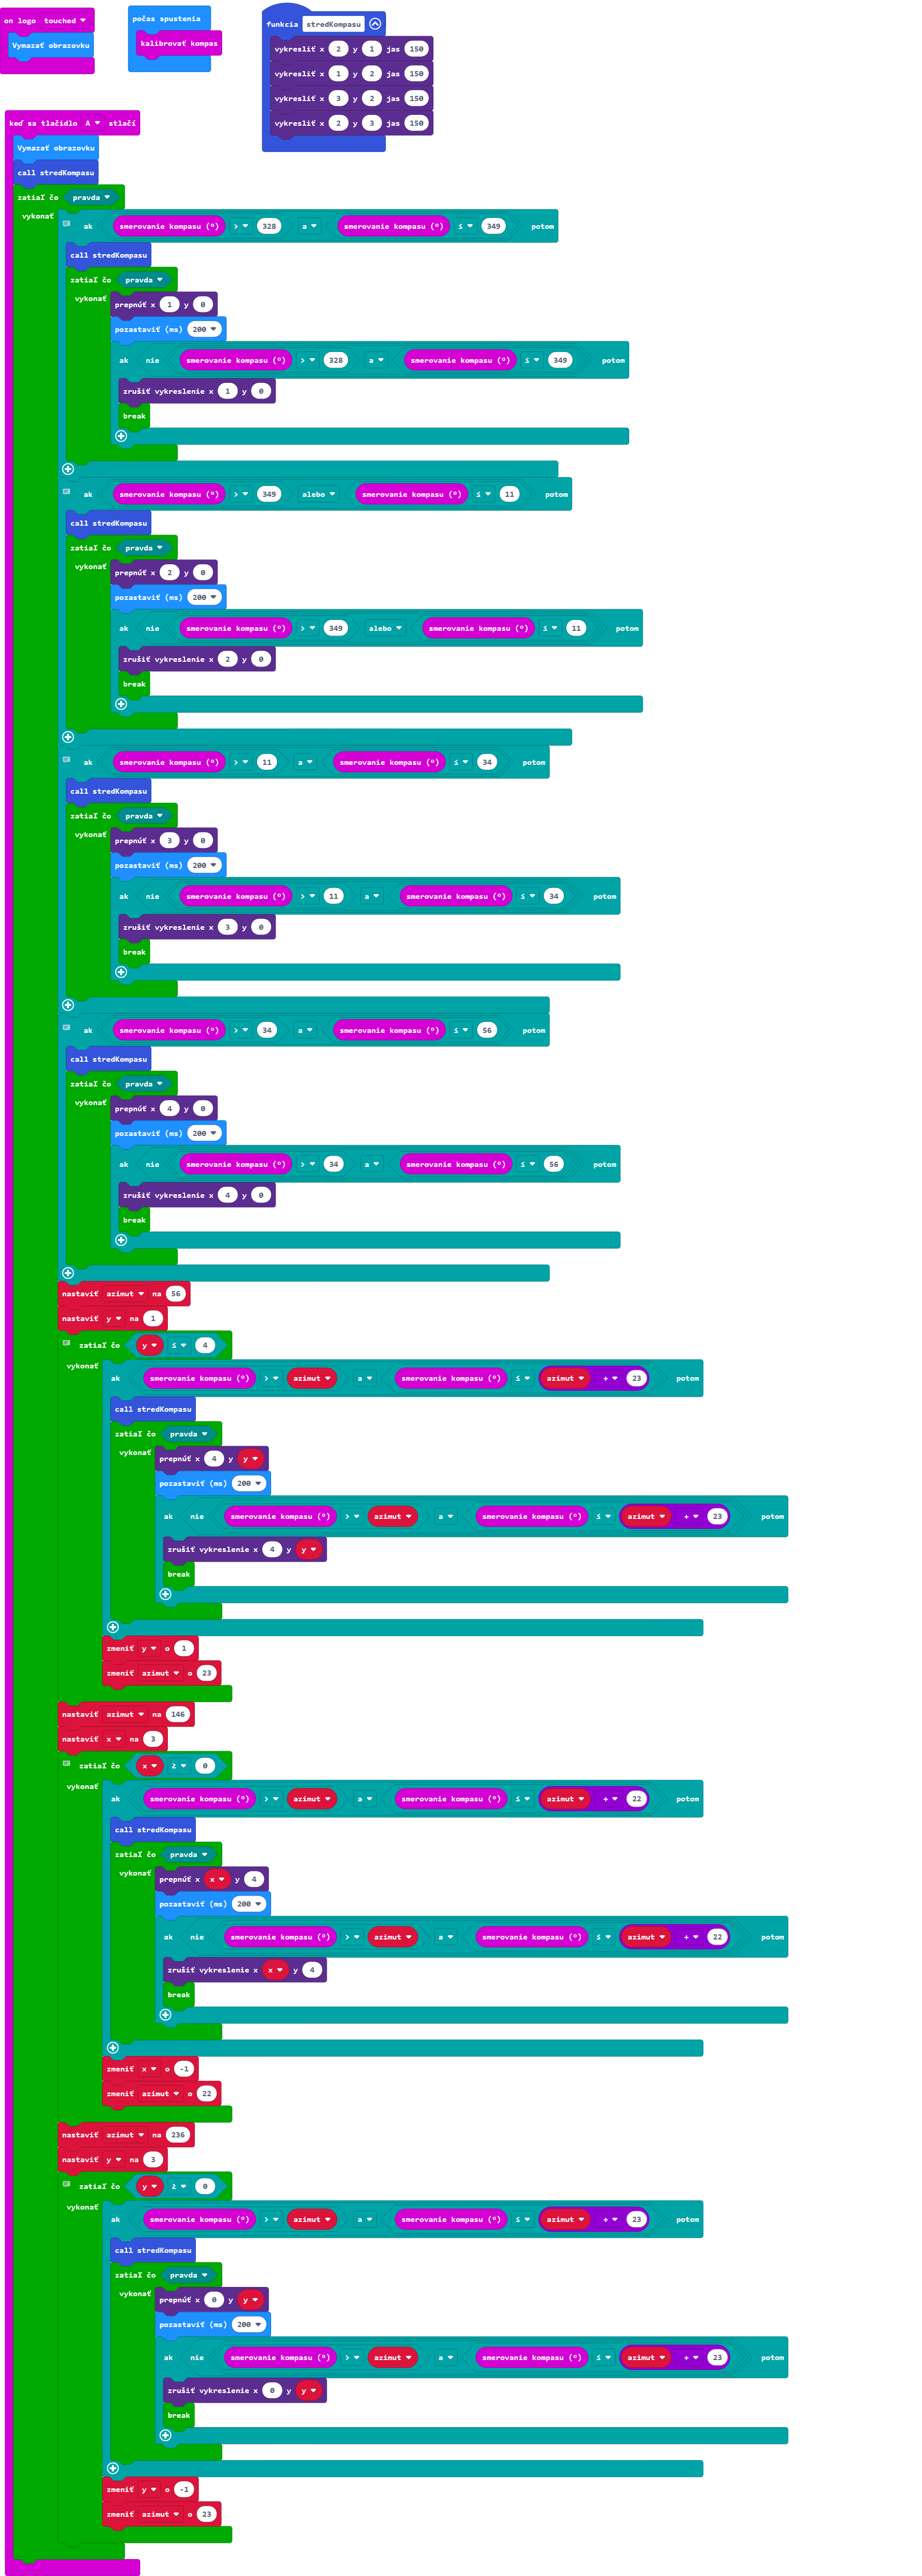 on logo touched
Vymazať obrazovku
počas spustenia
kalibrovať kompas
funkcia stredKompasu
vykresliť x 2 y 1 jas 150
vykresliť x 1 y 2 jas 150
vykresliť x 3 y 2 jas 150
vykresliť x 2 y 3 jas 150
keď sa tlačidlo A stlačí
Vymazať obrazovku
call stredKompasu
zatiaľ čo pravda
vykonať
ak smerovanie kompasu (°) > 328 a smerovanie kompasu (°) ≤ 349 potom
call stredKompasu
zatiaľ čo pravda
vykonať
prepnúť x 1 y 0
pozastaviť (ms) 200
ak nie smerovanie kompasu (°) > 328 a smerovanie kompasu (°) ≤ 349 potom
zrušiť vykreslenie x 1 y 0
break
ak smerovanie kompasu (°) > 349 alebo smerovanie kompasu (°) ≤ 11 potom
call stredKompasu
zatiaľ čo pravda
vykonať
prepnúť x 2 y 0
pozastaviť (ms) 200
ak nie smerovanie kompasu (°) > 349 alebo smerovanie kompasu (°) ≤ 11 potom
zrušiť vykreslenie x 2 y 0
break
ak smerovanie kompasu (°) > 11 a smerovanie kompasu (°) ≤ 34 potom
call stredKompasu
zatiaľ čo pravda
vykonať
prepnúť x 3 y 0
pozastaviť (ms) 200
ak nie smerovanie kompasu (°) > 11 a smerovanie kompasu (°) ≤ 34 potom
zrušiť vykreslenie x 3 y 0
break
ak smerovanie kompasu (°) > 34 a smerovanie kompasu (°) ≤ 56 potom
call stredKompasu
zatiaľ čo pravda
vykonať
prepnúť x 4 y 0
pozastaviť (ms) 200
ak nie smerovanie kompasu (°) > 34 a smerovanie kompasu (°) ≤ 56 potom
zrušiť vykreslenie x 4 y 0
break
nastaviť azimut na 56
nastaviť y na 1
zatiaľ čo y ≤ 4
vykonať
ak smerovanie kompasu (°) > azimut a smerovanie kompasu (°) ≤ azimut + 23 potom
call stredKompasu
zatiaľ čo pravda
vykonať
prepnúť x 4 y y
pozastaviť (ms) 200
ak nie smerovanie kompasu (°) > azimut a smerovanie kompasu (°) ≤ azimut + 23 potom
zrušiť vykreslenie x 4 y y
break
zmeniť y o 1
zmeniť azimut o 23
nastaviť azimut na 146
nastaviť x na 3
zatiaľ čo x ≥ 0
vykonať
ak smerovanie kompasu (°) > azimut a smerovanie kompasu (°) ≤ azimut + 22 potom
call stredKompasu
zatiaľ čo pravda
vykonať
prepnúť x x y 4
pozastaviť (ms) 200
ak nie smerovanie kompasu (°) > azimut a smerovanie kompasu (°) ≤ azimut + 22 potom
zrušiť vykreslenie x x y 4
break
zmeniť x o -1
zmeniť azimut o 22
nastaviť azimut na 236
nastaviť y na 3
zatiaľ čo y ≥ 0
vykonať
ak smerovanie kompasu (°) > azimut a smerovanie kompasu (°) ≤ azimut + 23 potom
call stredKompasu
zatiaľ čo pravda
vykonať
prepnúť x 0 y y
pozastaviť (ms) 200
ak nie smerovanie kompasu (°) > azimut a smerovanie kompasu (°) ≤ azimut + 23 potom
zrušiť vykreslenie x 0 y y
break
zmeniť y o -1
zmeniť azimut o 23